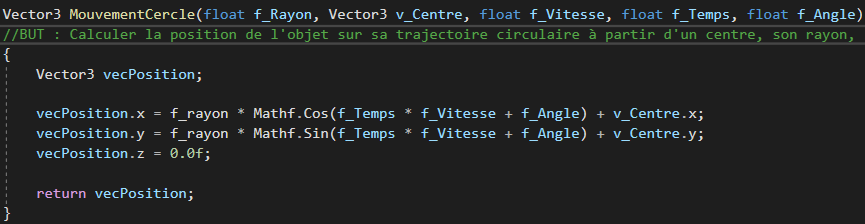 Vector3 MouvementCercle(float f_Rayon, Vector3 v_Centre, float f_Vitesse, float f_Temps, float f_Angle)
//BUT : Calculer la position de l'objet sur sa trajectoire circulaire à partir d'un centre, son rayon,
{
Vector3 vecPosition;
vecPosition.x = f_rayon * Mathf.Cos(f_Temps * f_Vitesse + f_Angle) + v_Centre.x;
vecPosition.y = f_rayon * Mathf.Sin(f_Temps * f_Vitesse + f_Angle) + v_Centre.y;
vecPosition.z = 0.0f;
return vecPosition;
}